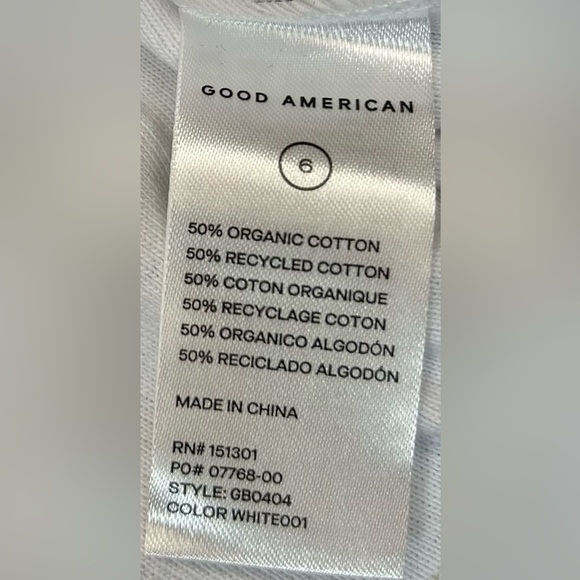 GOOD AMERICAN
6
50% ORGANIC COTTON
50% RECYCLED COTTON
50% COTON ORGANIQUE
50% RECYCLAGE COTON
50% ORGANICO ALGODÓN
50% RECICLADO ALGODÓN
MADE IN CHINA
RN# 151301
PO# 07768-00
STYLE: GB0404
COLOR WHITE001